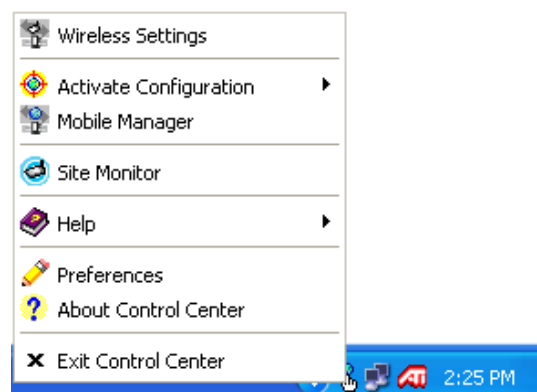 Wireless Settings
Activate Configuration
Mobile Manager
Site Monitor
Help
Preferences
About Control Center
Exit Control Center
ATI 2:25 PM